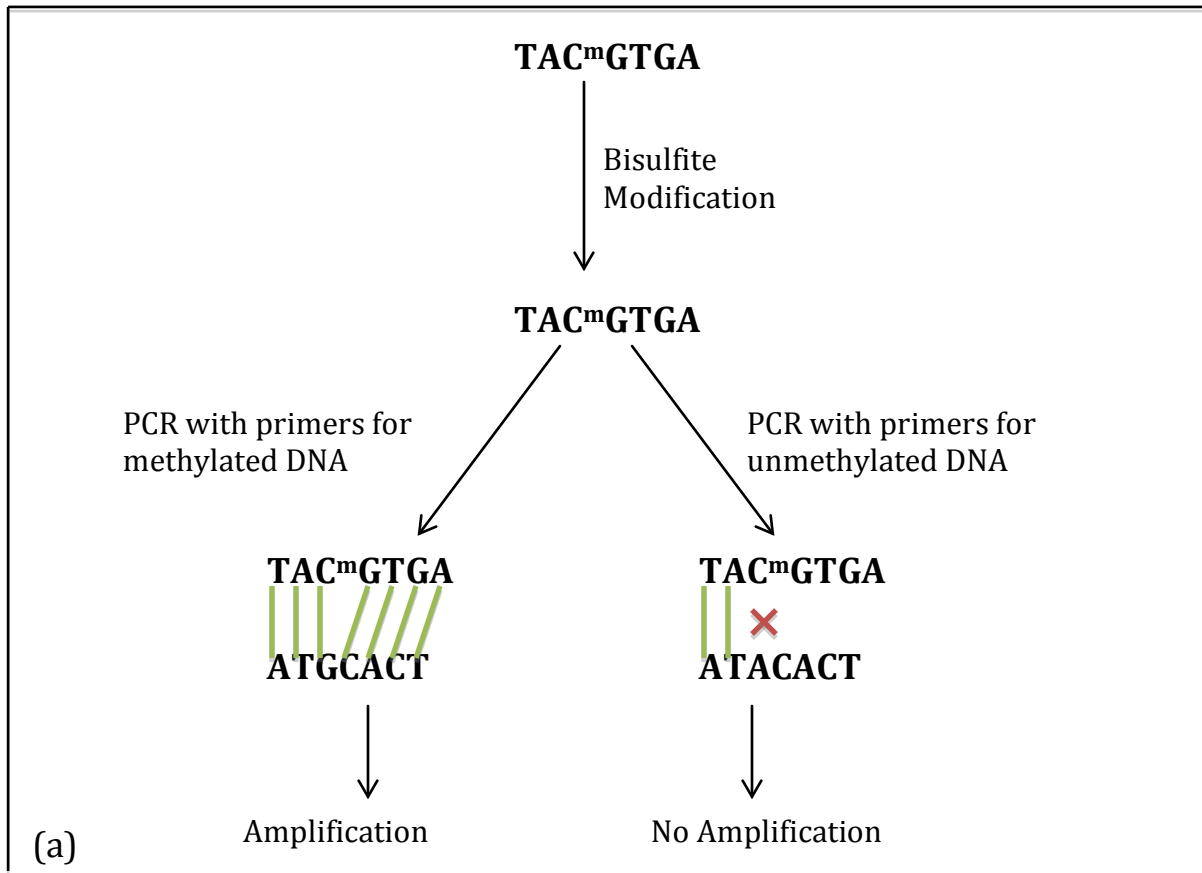 TACᵐGTGA
Bisulfite
Modification
TACᵐGTGA
PCR with primers for
methylated DNA
PCR with primers for
unmethylated DNA
TACᵐGTGA
ATGCACT
TACᵐGTGA
ATACACT
Amplification
No Amplification
(a)